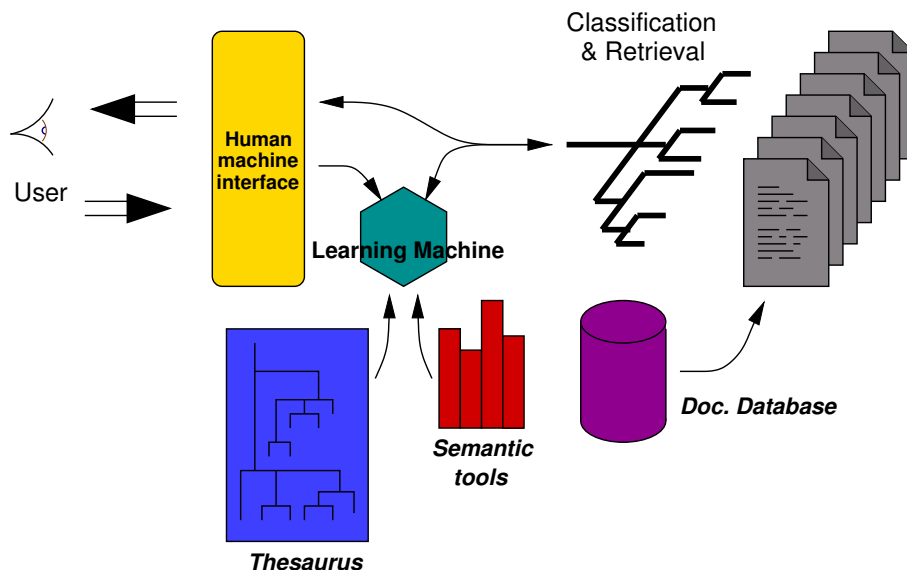 Classification
& Retrieval
Human
machine
interface
User
Learning Machine
Doc. Database
Semantic
tools
Thesaurus